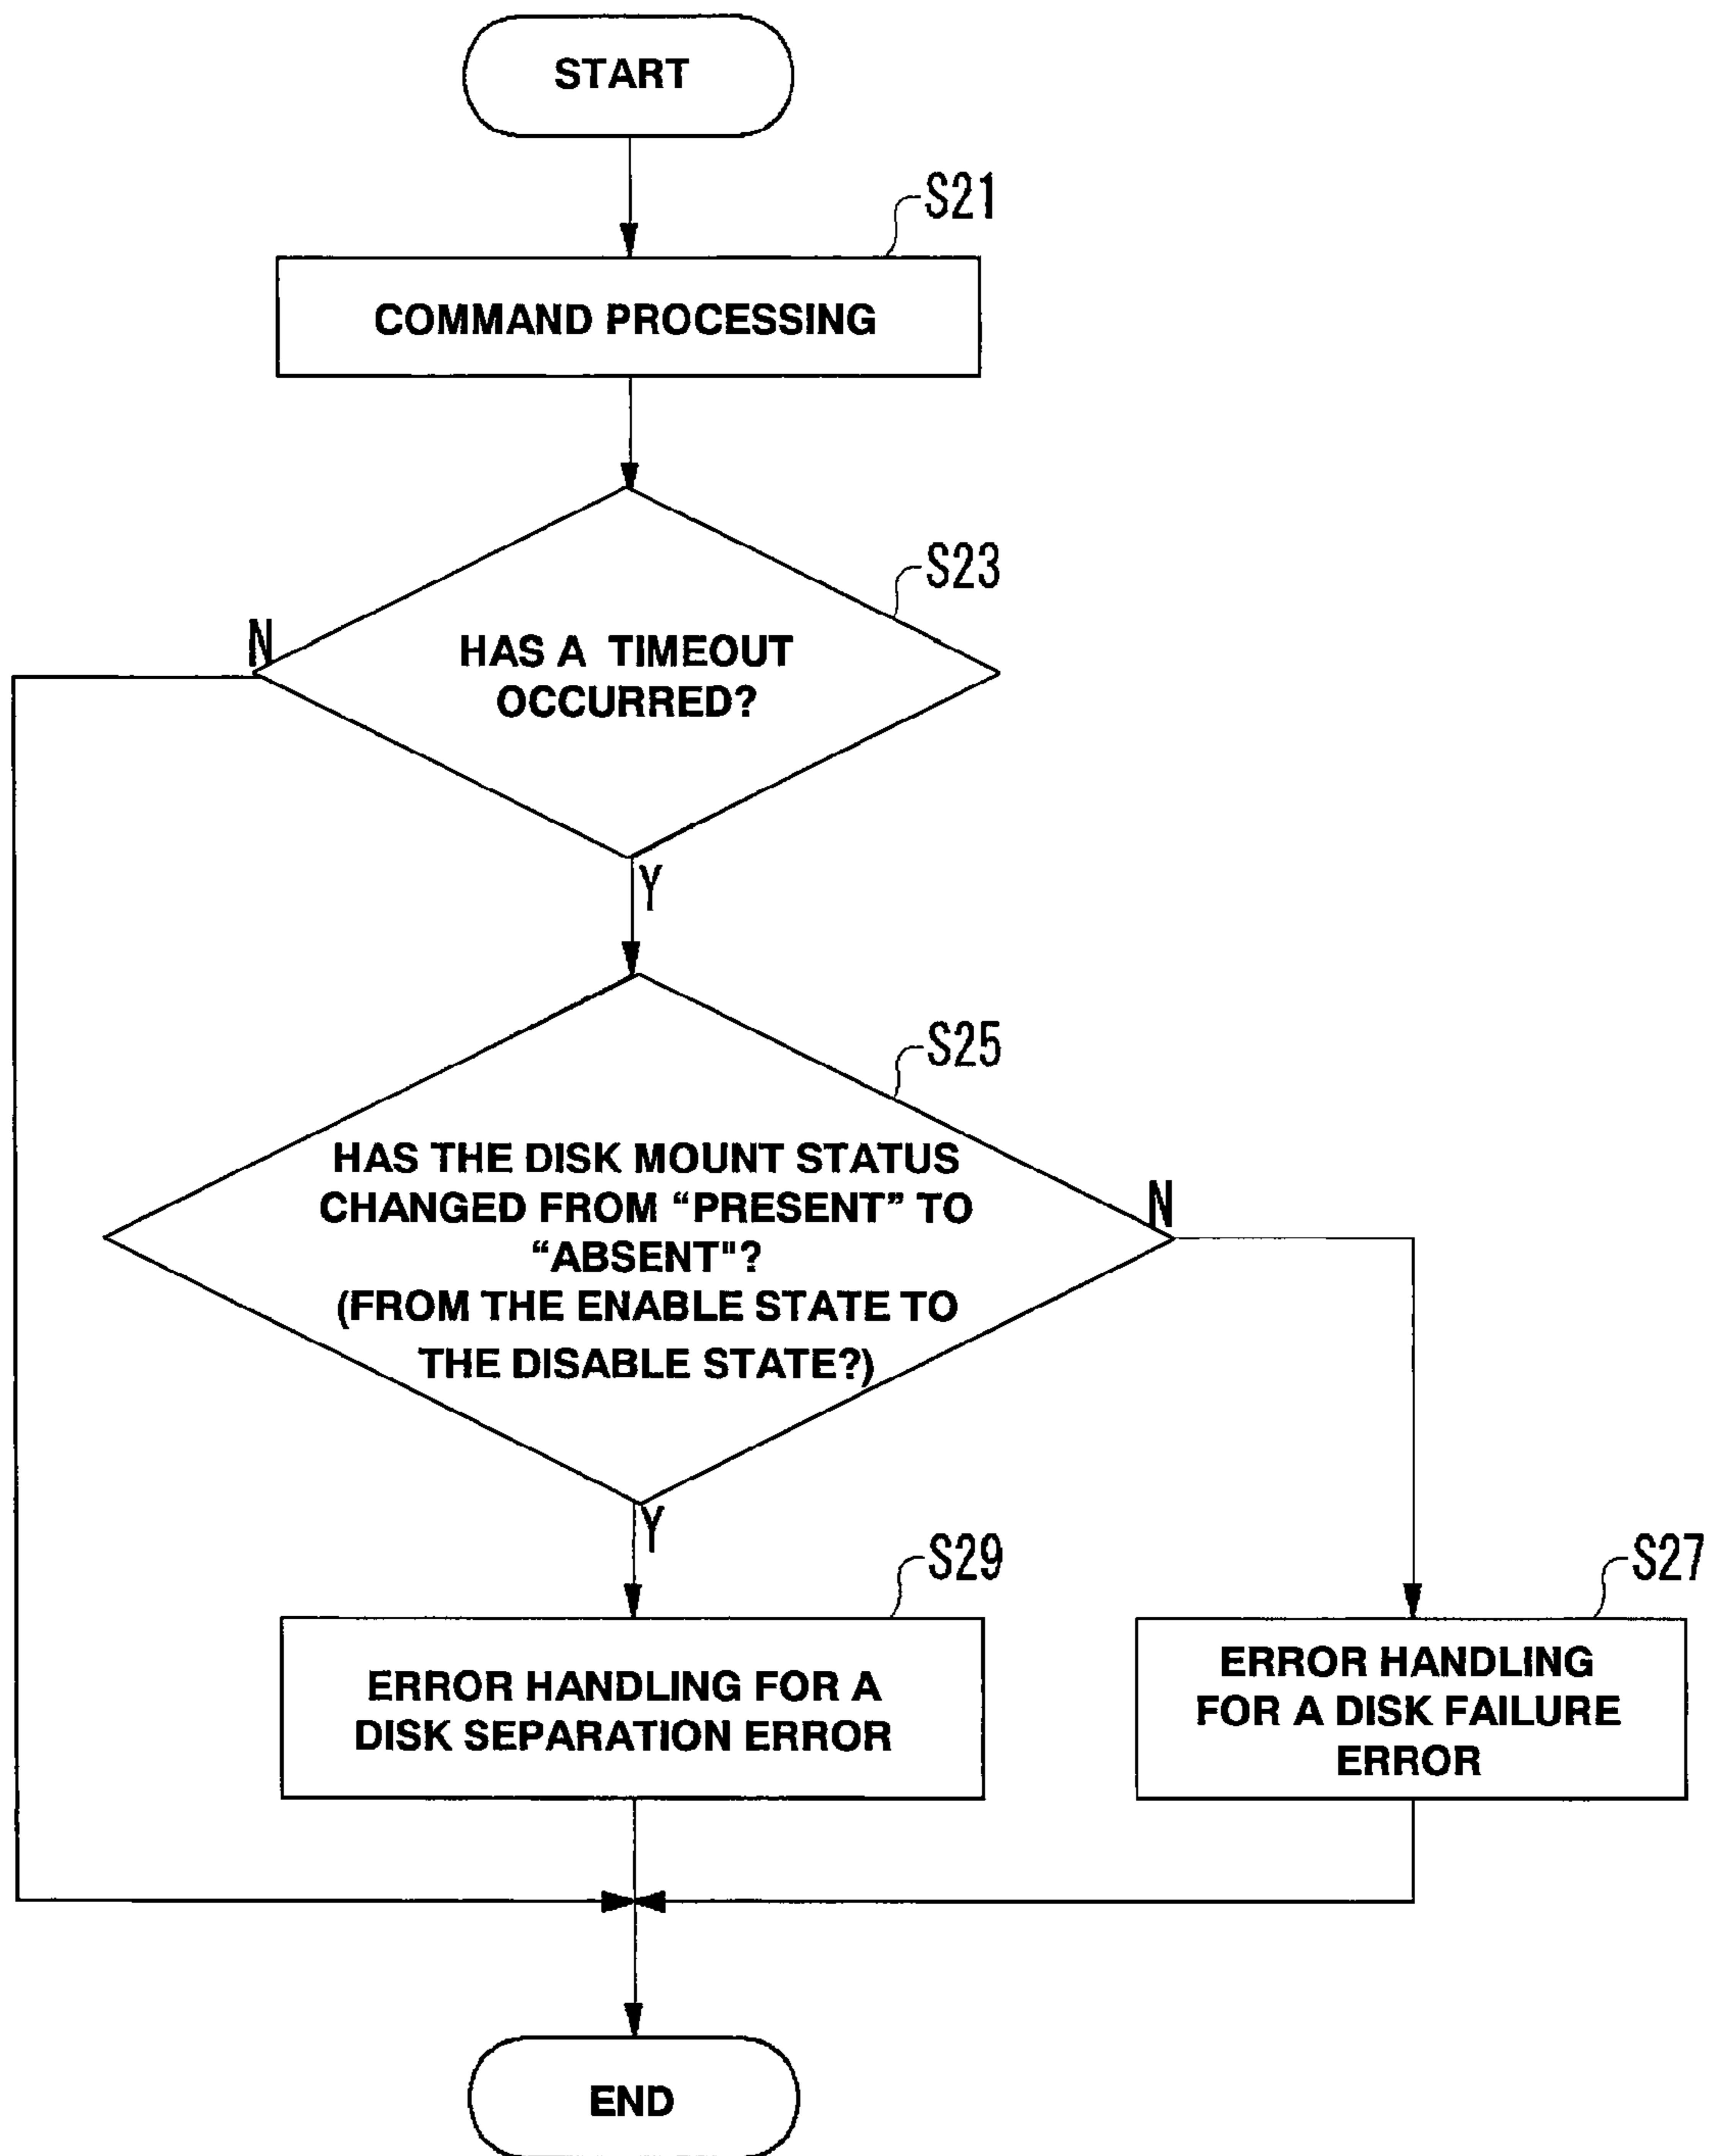 START
S21
COMMAND PROCESSING
S23
N
HAS A TIMEOUT
OCCURRED?
Y
S25
HAS THE DISK MOUNT STATUS
CHANGED FROM “PRESENT” TO
“ABSENT"?
(FROM THE ENABLE STATE TO
THE DISABLE STATE?)
N
Y
S29
S27
ERROR HANDLING FOR A
DISK SEPARATION ERROR
ERROR HANDLING
FOR A DISK FAILURE
ERROR
END